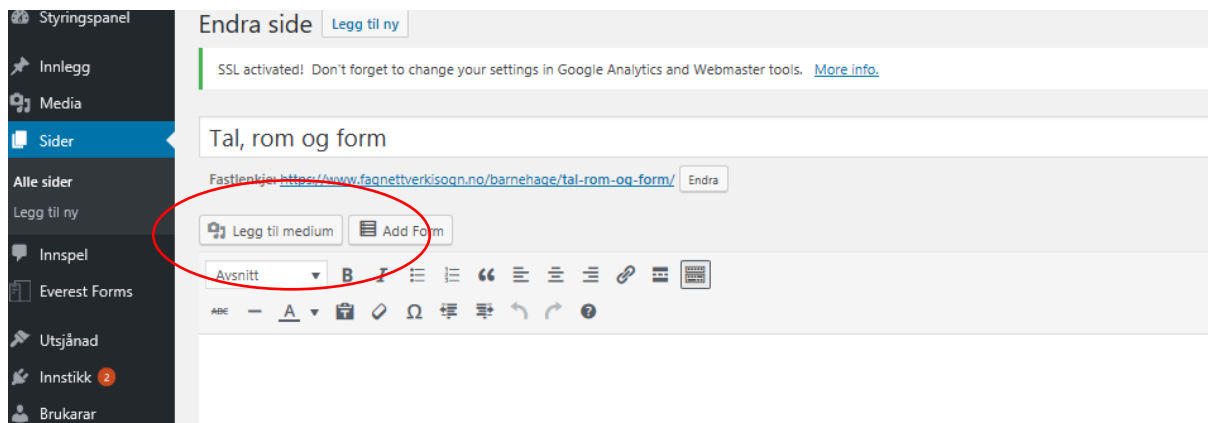 Styringspanel
Innlegg
Media
Sider
Alle sider
Legg til ny
Innspel
Everest Forms
Utsjånad
Innstikk 2
Brukarar
Endra side Legg til ny
SSL activated! Don't forget to change your settings in Google Analytics and Webmaster tools. More info.
Tal, rom og form
Fastlenkje: https://www.fagnettverkisogn.no/barnehage/tal-rom-og-form/ Endra
Legg til medium Add Form
Avsnitt B I
ABC A Ω